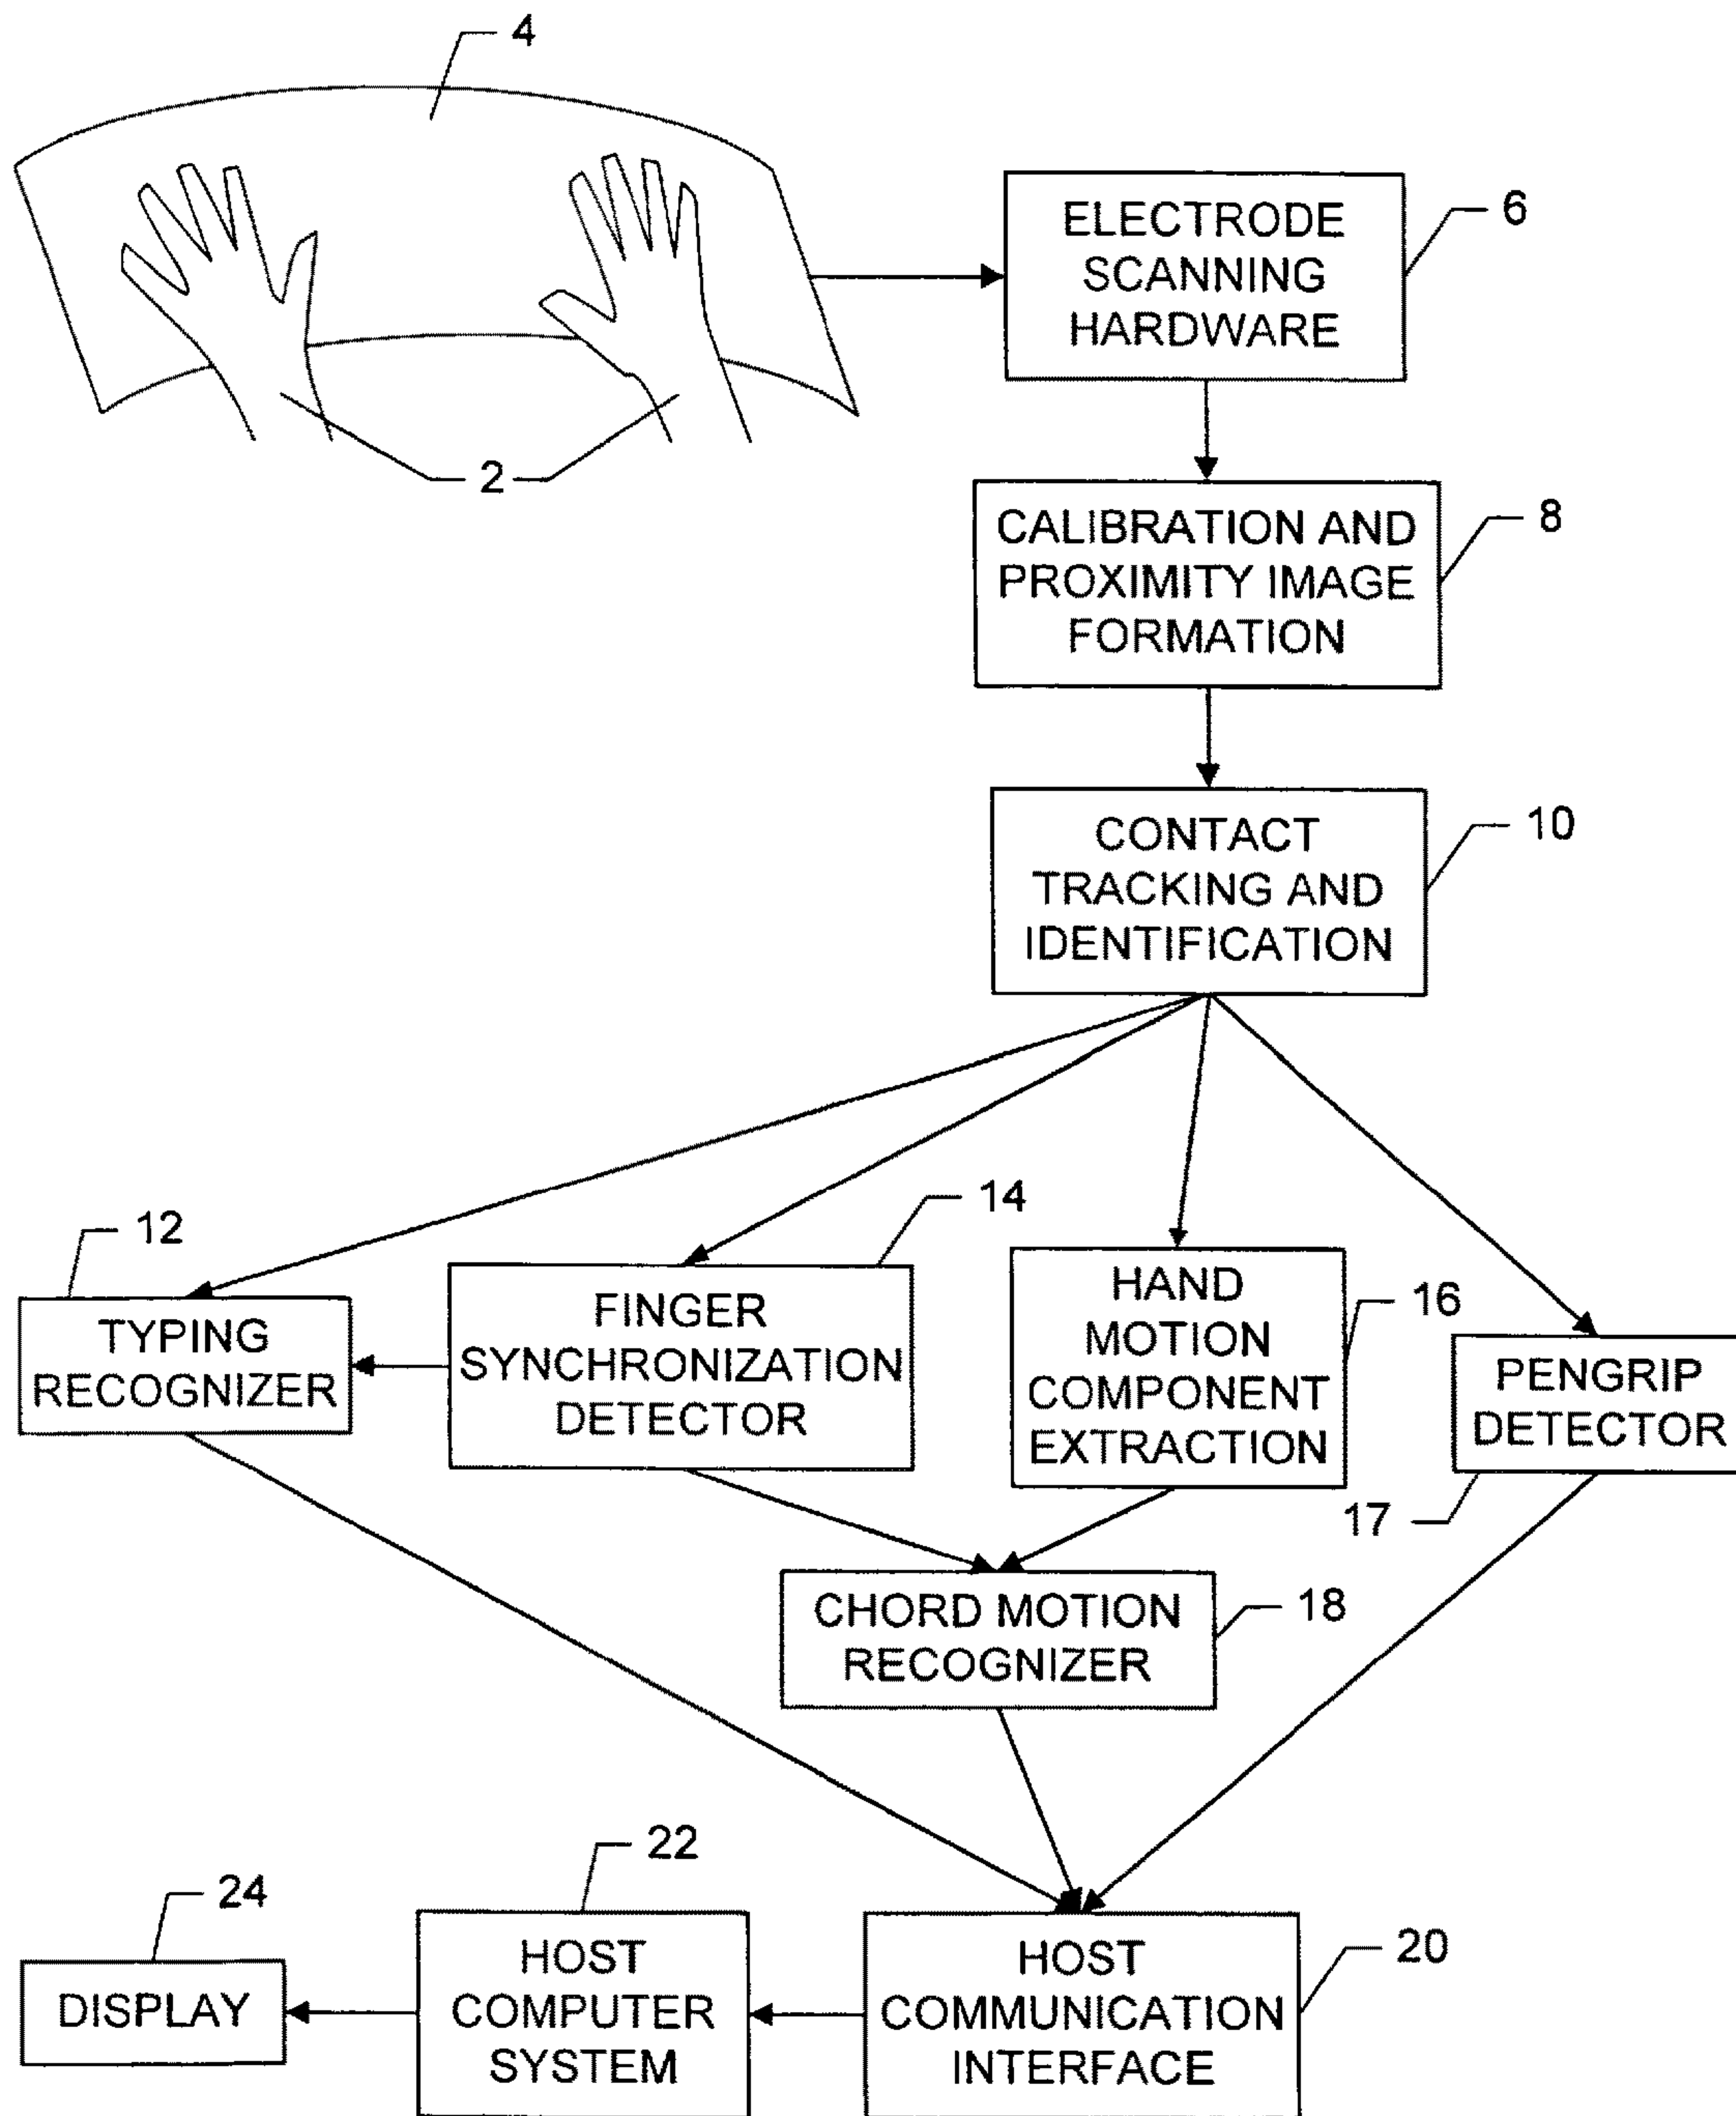 4
2
ELECTRODE
SCANNING
HARDWARE
6
CALIBRATION AND
PROXIMITY IMAGE
FORMATION
8
CONTACT
TRACKING AND
IDENTIFICATION
10
12
TYPING
RECOGNIZER
14
FINGER
SYNCHRONIZATION
DETECTOR
HAND
MOTION
COMPONENT
EXTRACTION
16
PENGRIP
DETECTOR
17
CHORD MOTION
RECOGNIZER
18
24
DISPLAY
22
HOST
COMPUTER
SYSTEM
HOST
COMMUNICATION
INTERFACE
20